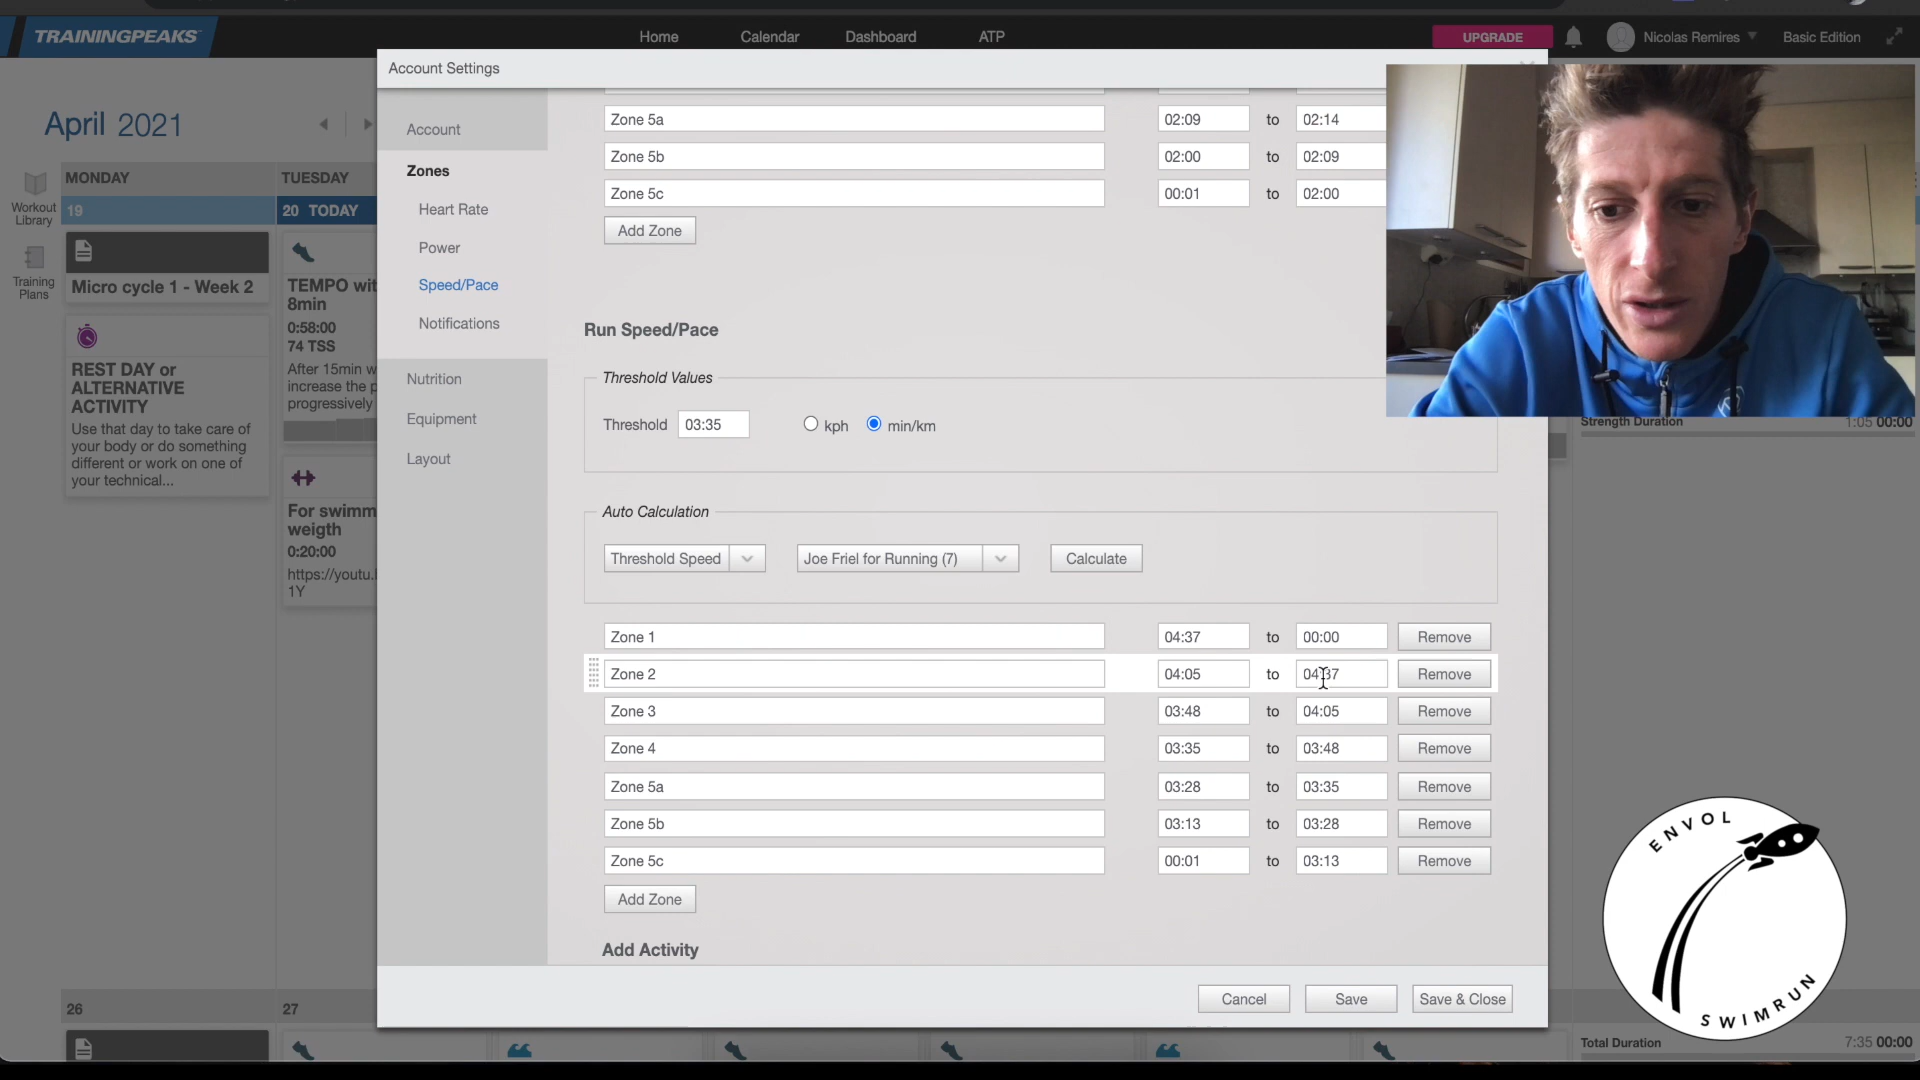 TRAININGPEAKS
Home
Calendar
Dashboard
ATP
UPGRADE
Nicolas Remires
Basic Edition
Account Settings
April 2021
MONDAY
TUESDAY
Workout
Library
Training
Plans
19
20 TODAY
Micro cycle 1 - Week 2
REST DAY or
ALTERNATIVE
ACTIVITY
Use that day to take care of
your body or do something
different or work on one of
your technical...
TEMPO wit
8min
0:58:00
74 TSS
After 15min w
increase the p
progressively
For swimm
weigth
0:20:00
https://youtu.l
1Y
26
27
Account
Zones
Heart Rate
Power
Speed/Pace
Notifications
Nutrition
Equipment
Layout
Zone 5a 02:09 to 02:14
Zone 5b 02:00 to 02:09
Zone 5c 00:01 to 02:00
Add Zone
Run Speed/Pace
Threshold Values
Threshold 03:35 kph min/km
Auto Calculation
Threshold Speed Joe Friel for Running (7) Calculate
Zone 1 04:37 to 00:00 Remove
Zone 2 04:05 to 04:37 Remove
Zone 3 03:48 to 04:05 Remove
Zone 4 03:35 to 03:48 Remove
Zone 5a 03:28 to 03:35 Remove
Zone 5b 03:13 to 03:28 Remove
Zone 5c 00:01 to 03:13 Remove
Add Zone
Add Activity
Cancel Save Save & Close
Strength Duration 1:05 00:00
ENVOL
SWIMRUN
Total Duration 7:35 00:00